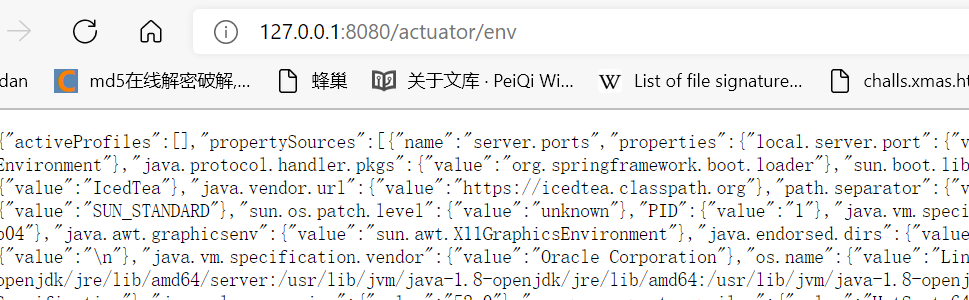 127.0.0.1:8080/actuator/env
dan md5在线解密破解,... 蜂巢 关于文库 · PeiQi Wi... W List of file signature... challs.xmas.ht
{"activeProfiles":[],"propertySources":[{"name":"server.ports","properties":{"local.server.port":{"v
Environment"},"java.protocol.handler.pkgs":{"value":"org.springframework.boot.loader"},"sun.boot.lib
{"value":"IcedTea"},"java.vendor.url":{"value":"https://icedtea.classpath.org"},"path.separator":{"v
{"value":"SUN_STANDARD"},"sun.os.patch.level":{"value":"unknown"},"PID":{"value":"1"},"java.vm.speci
b04"},"java.awt.graphicsenv":{"value":"sun.awt.X11GraphicsEnvironment"},"java.endorsed.dirs":{"value
{"value":"\n"},"java.vm.specification.vendor":{"value":"Oracle Corporation"},"os.name":{"value":"Lin
openjdk/jre/lib/amd64/server:/usr/lib/jvm/java-1.8-openjdk/jre/lib/amd64:/usr/lib/jvm/java-1.8-openj